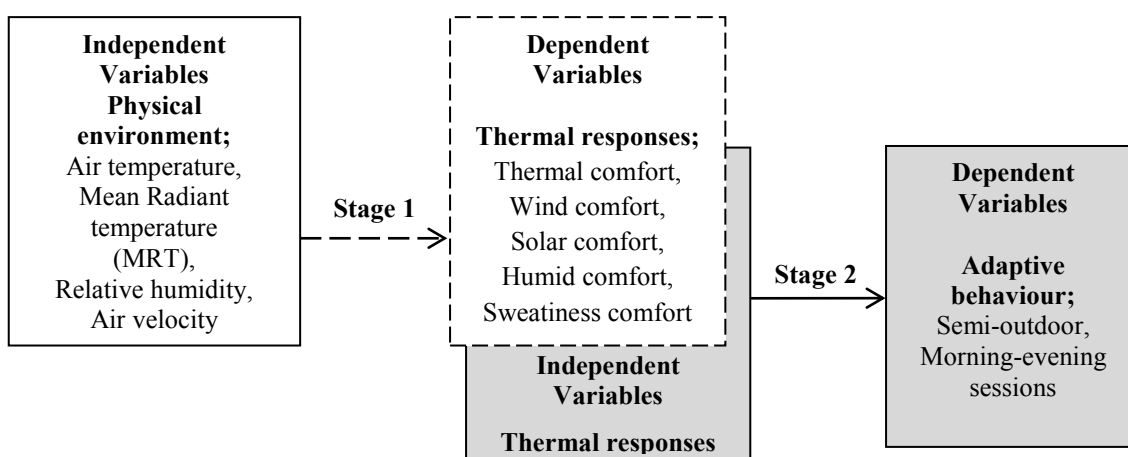 Independent
Variables
Physical
environment;
Air temperature,
Mean Radiant
temperature
(MRT),
Relative humidity,
Air velocity
Stage 1
Dependent
Variables
Thermal responses;
Thermal comfort,
Wind comfort,
Solar comfort,
Humid comfort,
Sweatiness comfort
Independent
Variables
Thermal responses
Stage 2
Dependent
Variables
Adaptive
behaviour;
Semi-outdoor,
Morning-evening
sessions